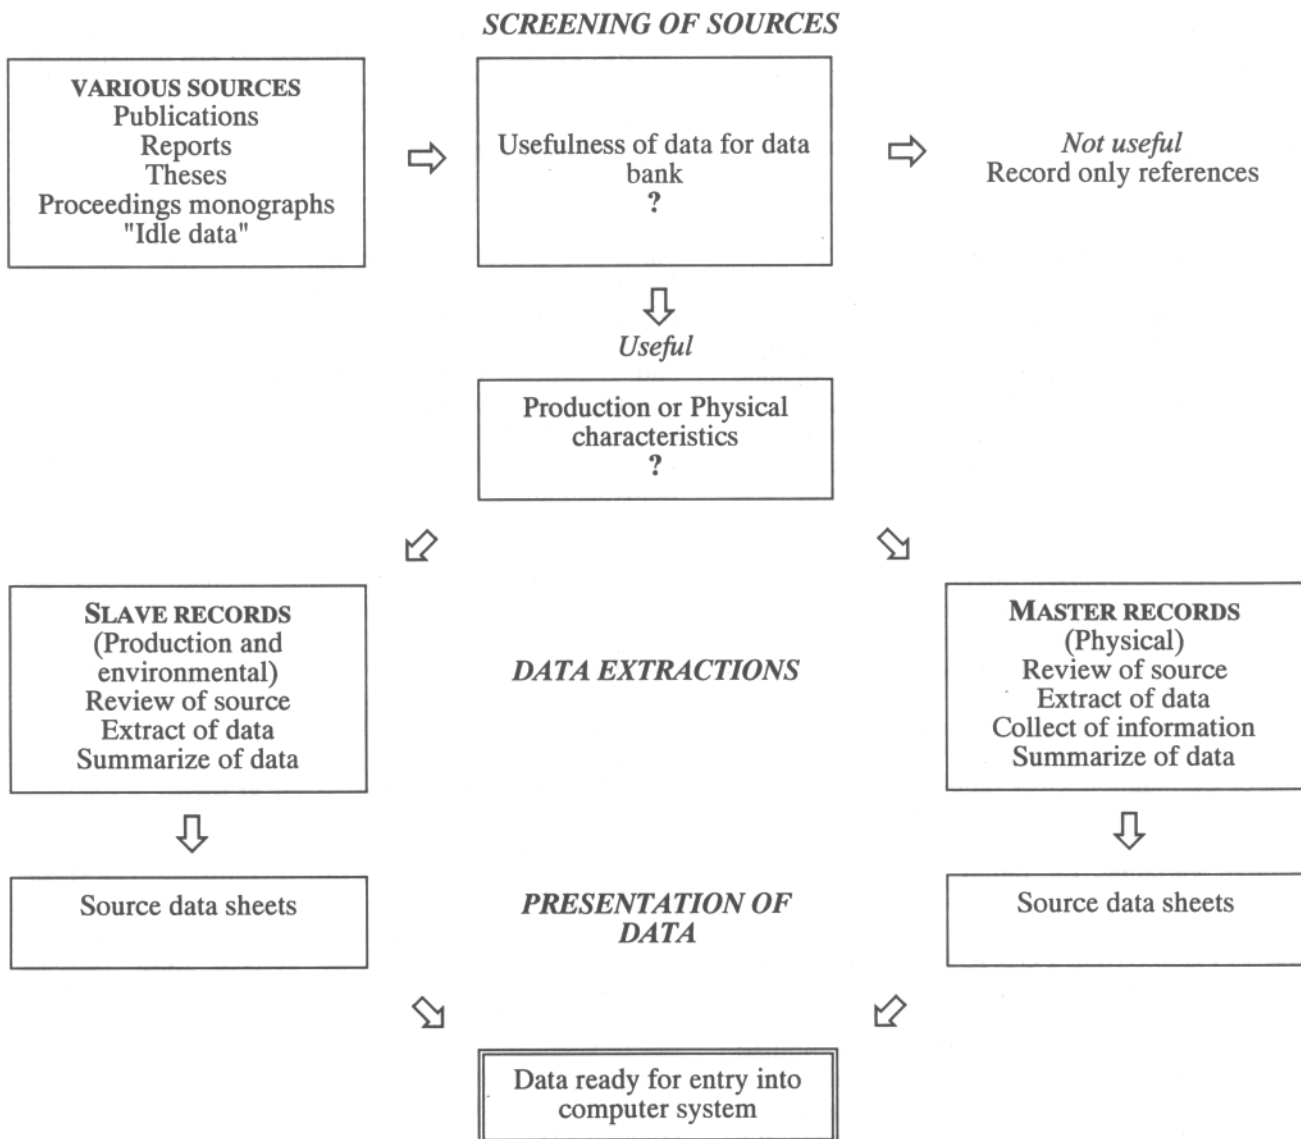 SCREENING OF SOURCES
VARIOUS SOURCES
Publications
Reports
Theses
Proceedings monographs
"Idle data"
Usefulness of data for data
bank
?
Not useful
Record only references
Useful
Production or Physical
characteristics
?
SLAVE RECORDS
(Production and
environmental)
Review of source
Extract of data
Summarize of data
DATA EXTRACTIONS
MASTER RECORDS
(Physical)
Review of source
Extract of data
Collect of information
Summarize of data
Source data sheets
PRESENTATION OF
DATA
Source data sheets
Data ready for entry into
computer system